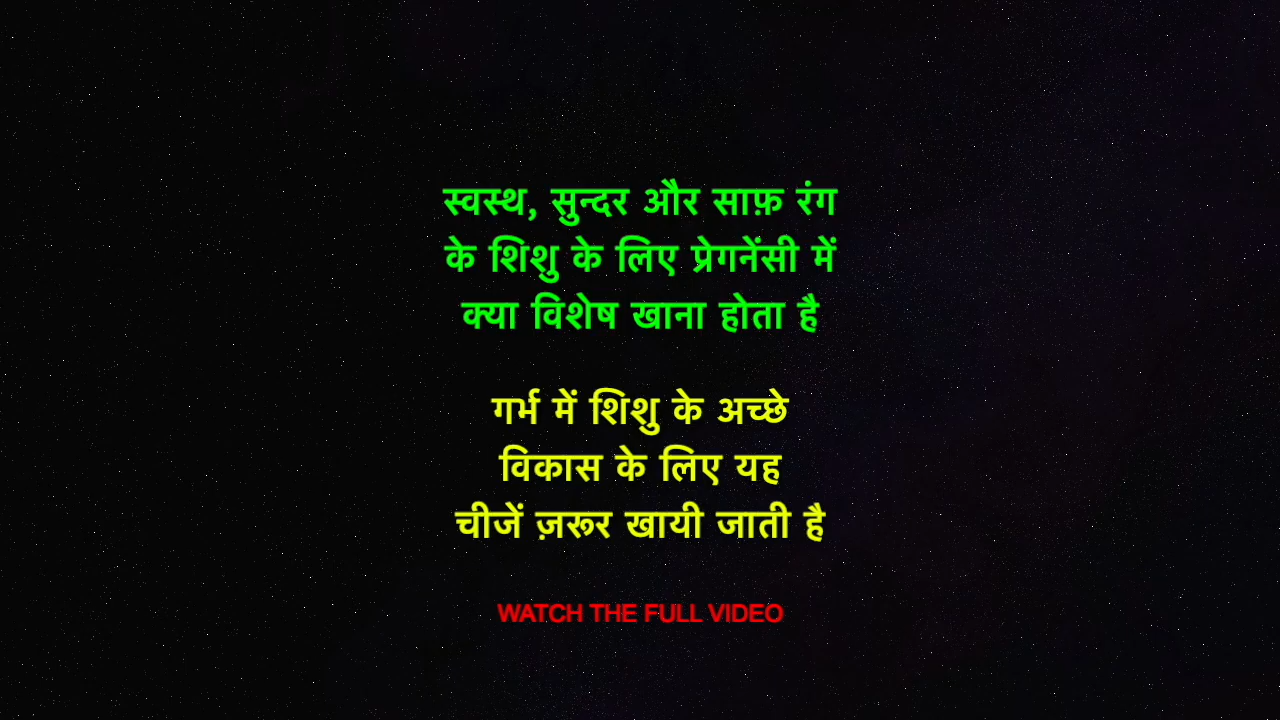 स्वस्थ, सुन्दर और साफ़ रंग
के शिशु के लिए प्रेगनेंसी में
क्या विशेष खाना होता है
गर्भ में शिशु के अच्छे
विकास के लिए यह
चीजें ज़रूर खायी जाती है
WATCH THE FULL VIDEO